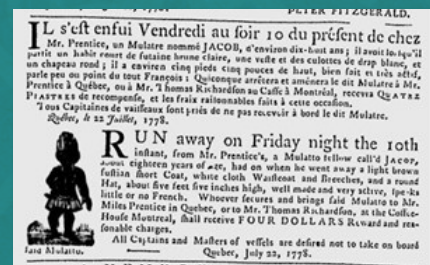 PETER FITZGERALD.
IL s'est enfui Vendredi au soir 10 du présent de chez
Mr. Prentice, un Mulatre nommé JACOB, d'environ dix-huit ans; il avoit lorsqu'il
partit un habit court de futaine brune claire, une veste et des culottes de drap blanc, et
un chapeau rond; il a environ cinq pieds cinq pouces de haut, bien fait et très actif,
parle peu ou point du tout François: Quiconque arrêtera et aménera le dit Mulatre à Mr.
Prentice à Québec, ou à Mr. Thomas Richardson au Caffé à Montréal, recevra QUATRE
PIASTRES de recompense, et les fraix raisonnables faits à cette occasion.
Tous Capitaines de vaisseaux sont priés de ne pas recevoir à bord le dit Mulatre.
Québec, le 22 Juillet, 1778.
RUN away on Friday night the 10th
instant, from Mr. Prentice's, a Mulatto fellow call'd JACOB,
about eighteen years of age, had on when he went away a light brown
fustian short Coat, white cloth Waistcoat and Breeches, and a round
Hat, about five feet five inches high, well made and very active, speaks
little or no French. Whoever secures and brings said Mulatto to Mr.
Miles Prentice in Quebec, or to Mr. Thomas Richardson, at the Coffee-
House Montreal, shall receive FOUR DOLLARS Reward and rea-
sonable charges.
All Captains and Masters of vessels are desired not to take on board
said Mulatto. Quebec, July 22, 1778.